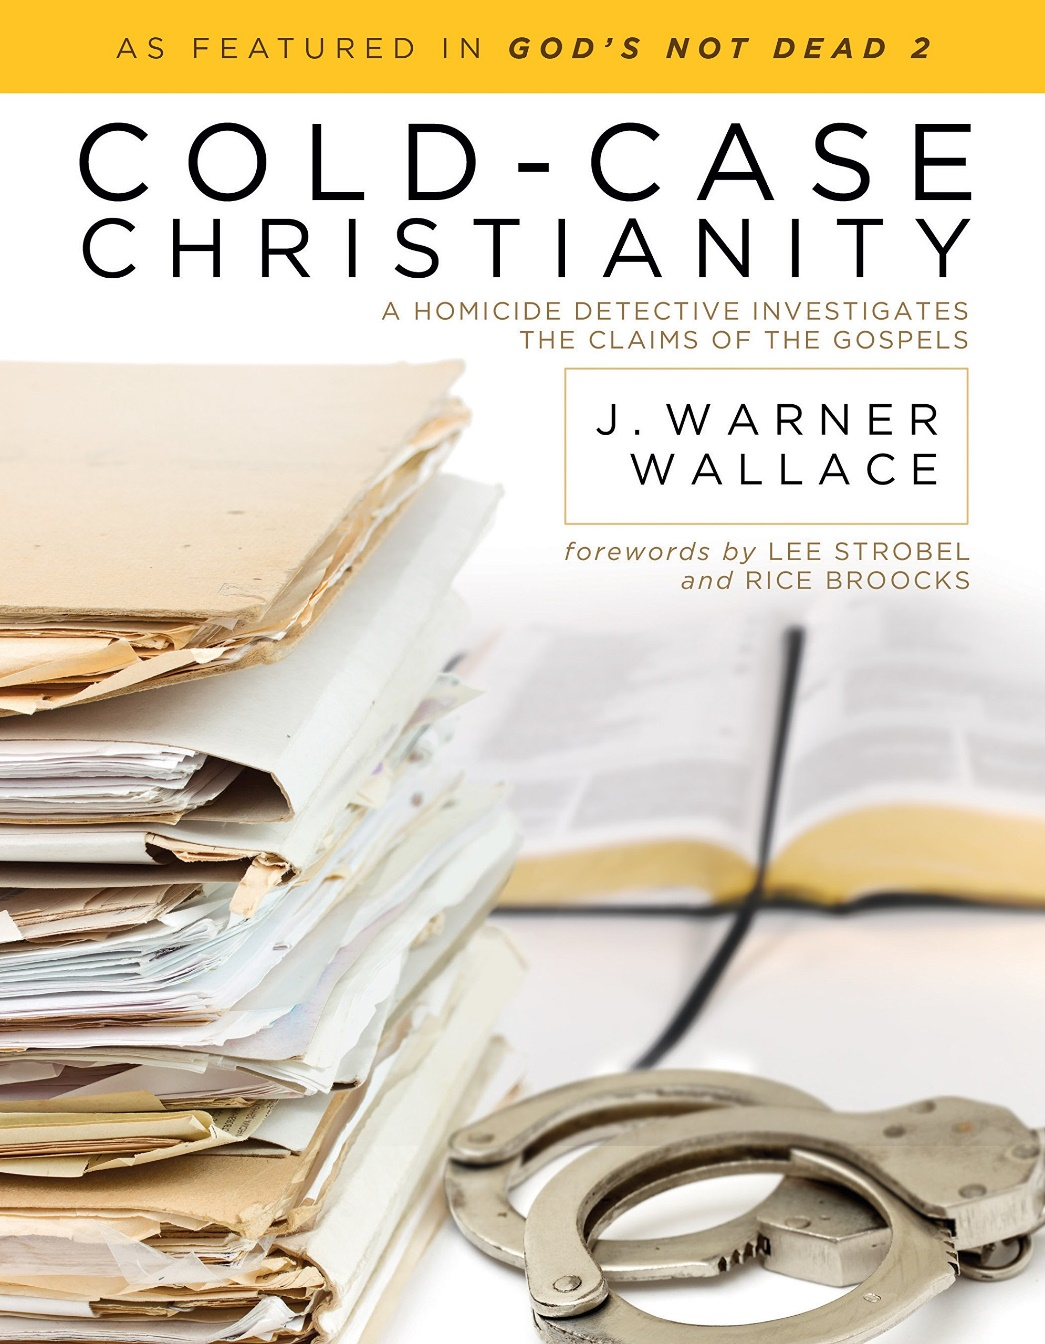 AS FEATURED IN GOD'S NOT DEAD 2
COLD-CASE
CHRISTIANITY
A HOMICIDE DETECTIVE INVESTIGATES
THE CLAIMS OF THE GOSPELS
J. WARNER
WALLACE
forewords by LEE STROBEL
and RICE BROOCKS